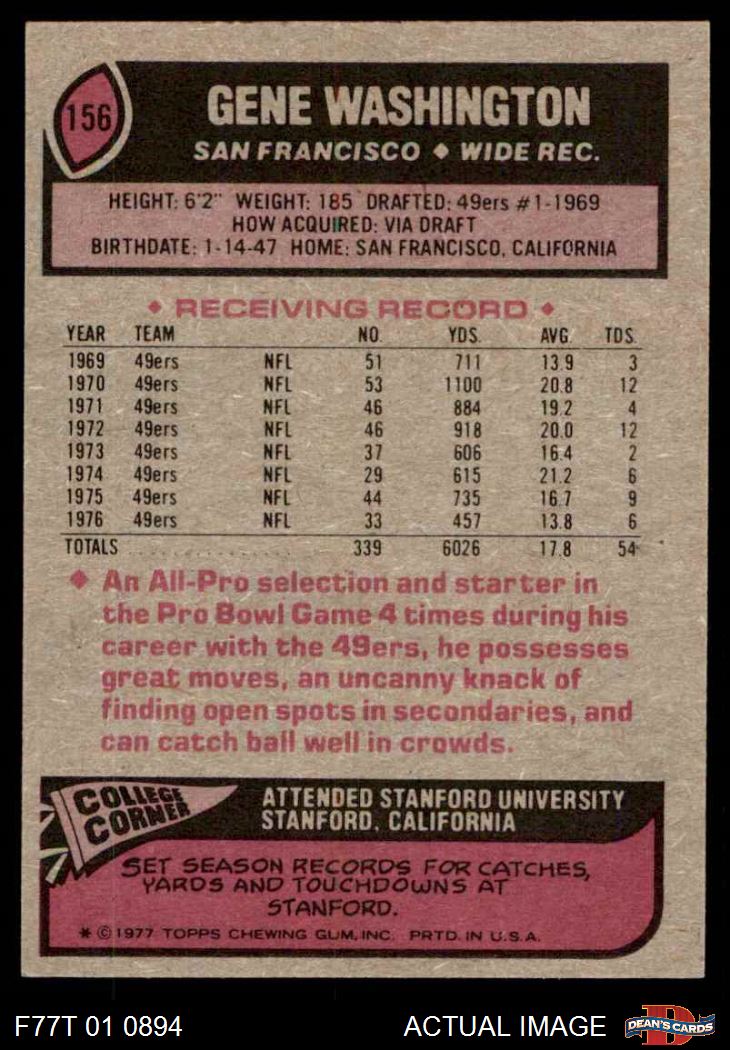 156
GENE WASHINGTON
SAN FRANCISCO ♦ WIDE REC.
HEIGHT: 6'2" WEIGHT: 185 DRAFTED: 49ers #1-1969
HOW ACQUIRED: VIA DRAFT
BIRTHDATE: 1-14-47 HOME: SAN FRANCISCO, CALIFORNIA
♦ RECEIVING RECORD ♦
YEAR TEAM NO. YDS. AVG. TDS.
1969 49ers NFL 51 711 13.9 3
1970 49ers NFL 53 1100 20.8 12
1971 49ers NFL 46 884 19.2 4
1972 49ers NFL 46 918 20.0 12
1973 49ers NFL 37 606 16.4 2
1974 49ers NFL 29 615 21.2 6
1975 49ers NFL 44 735 16.7 9
1976 49ers NFL 33 457 13.8 6
TOTALS 339 6026 17.8 54
♦ An All-Pro selection and starter in
the Pro Bowl Game 4 times during his
career with the 49ers, he possesses
great moves, an uncanny knack of
finding open spots in secondaries, and
can catch ball well in crowds.
COLLEGE
CORNER
ATTENDED STANFORD UNIVERSITY
STANFORD, CALIFORNIA
SET SEASON RECORDS FOR CATCHES,
YARDS AND TOUCHDOWNS AT
STANFORD.
* © 1977 TOPPS CHEWING GUM, INC. PRTD. IN U.S.A.
F77T 01 0894
ACTUAL IMAGE
D
DEAN'S CARDS